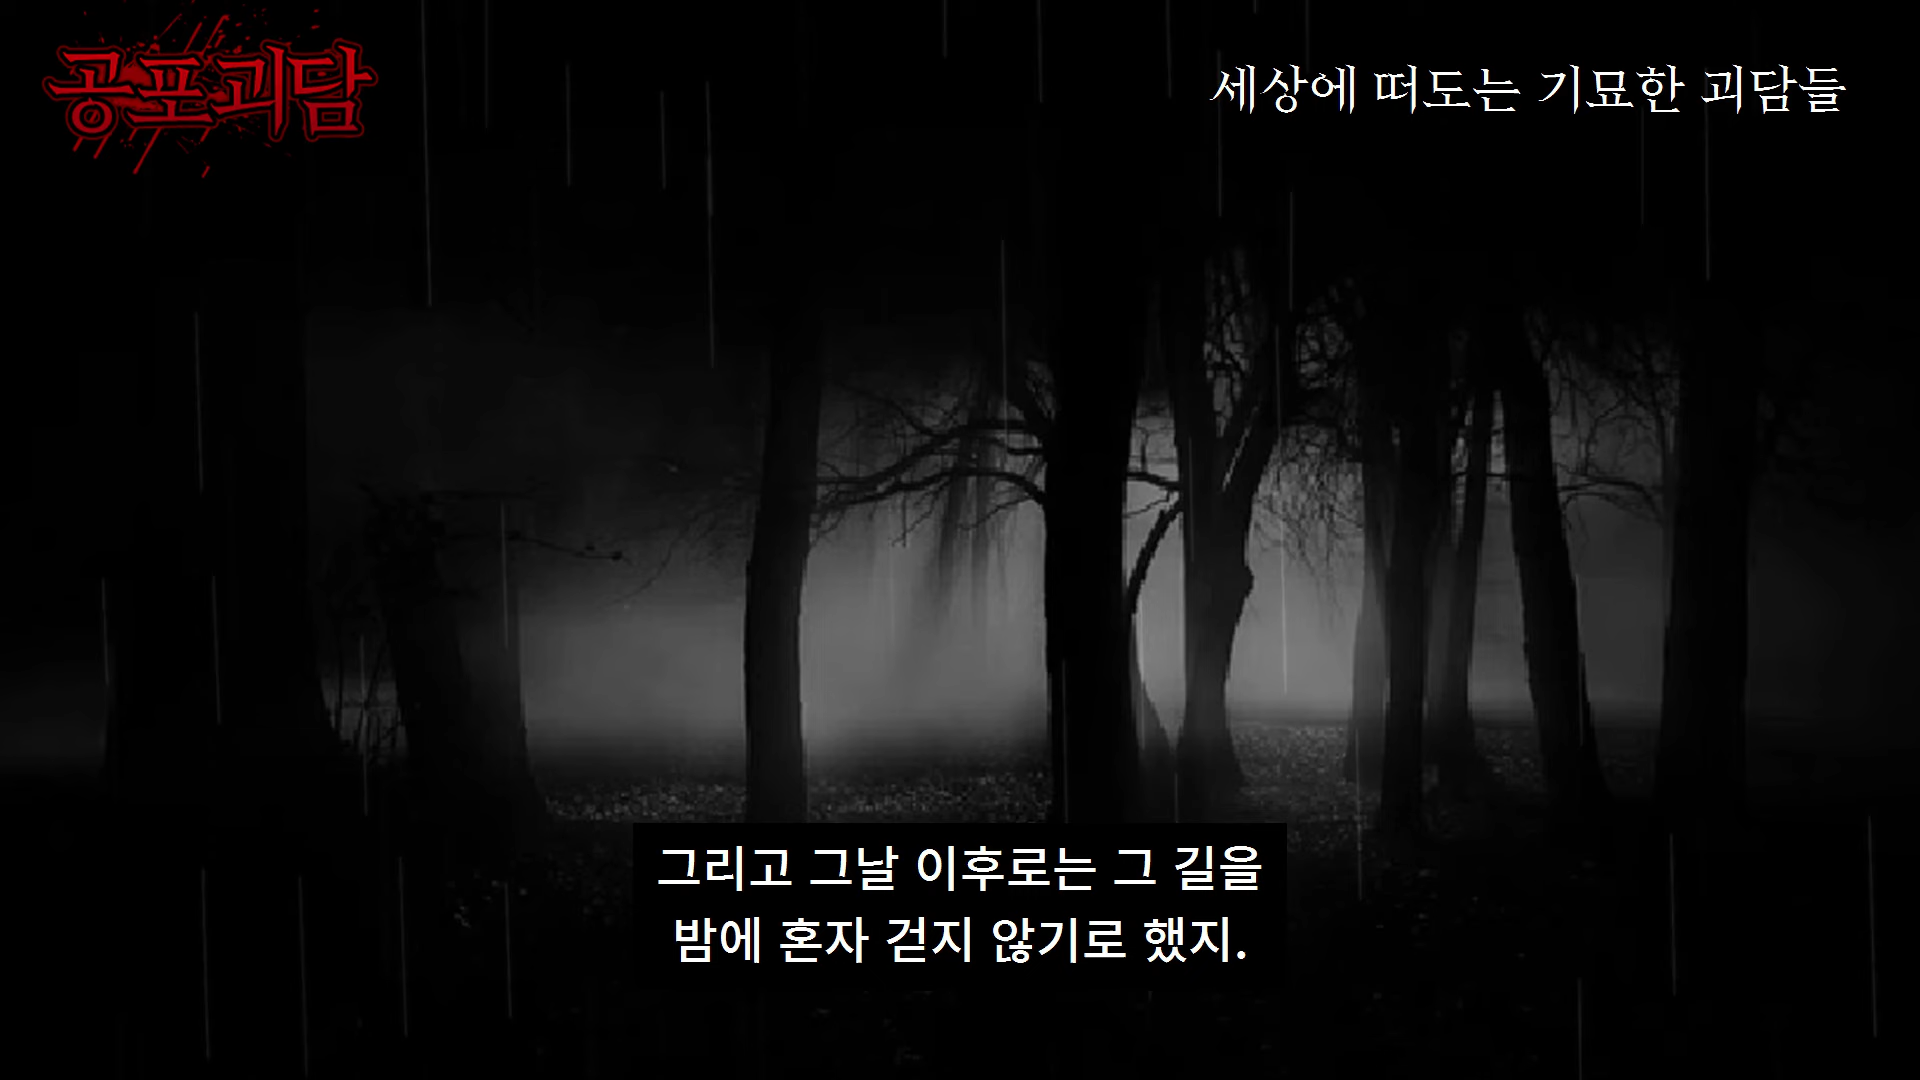 공포괴담
세상에 떠도는 기묘한 괴담들
그리고 그날 이후로는 그 길을
밤에 혼자 걷지 않기로 했지.